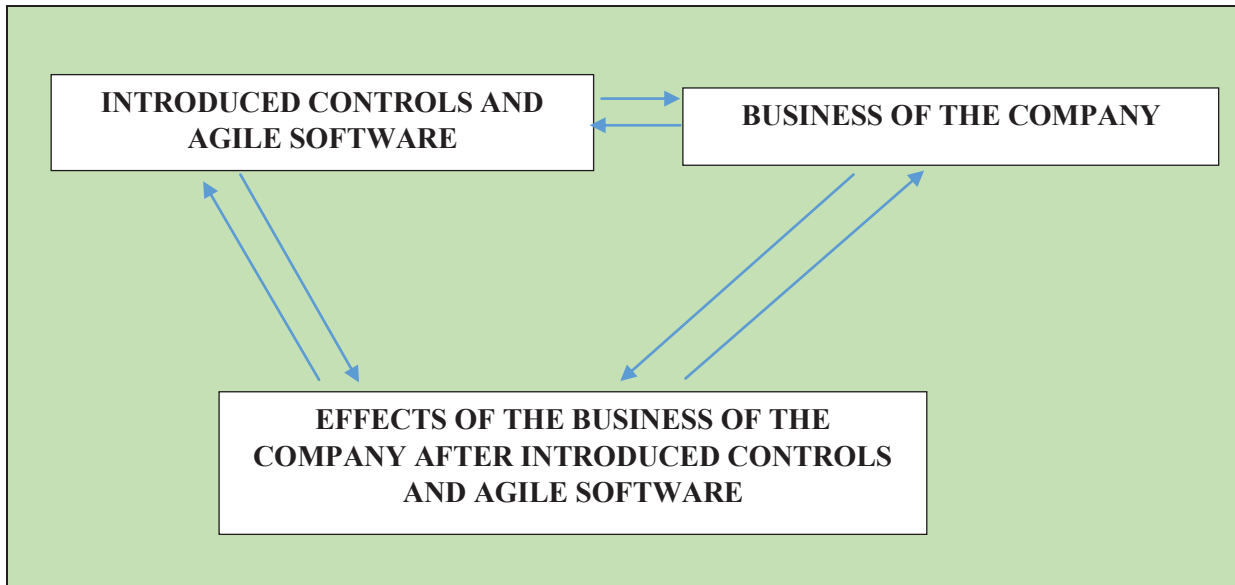 INTRODUCED CONTROLS AND
AGILE SOFTWARE
BUSINESS OF THE COMPANY
EFFECTS OF THE BUSINESS OF THE
COMPANY AFTER INTRODUCED CONTROLS
AND AGILE SOFTWARE